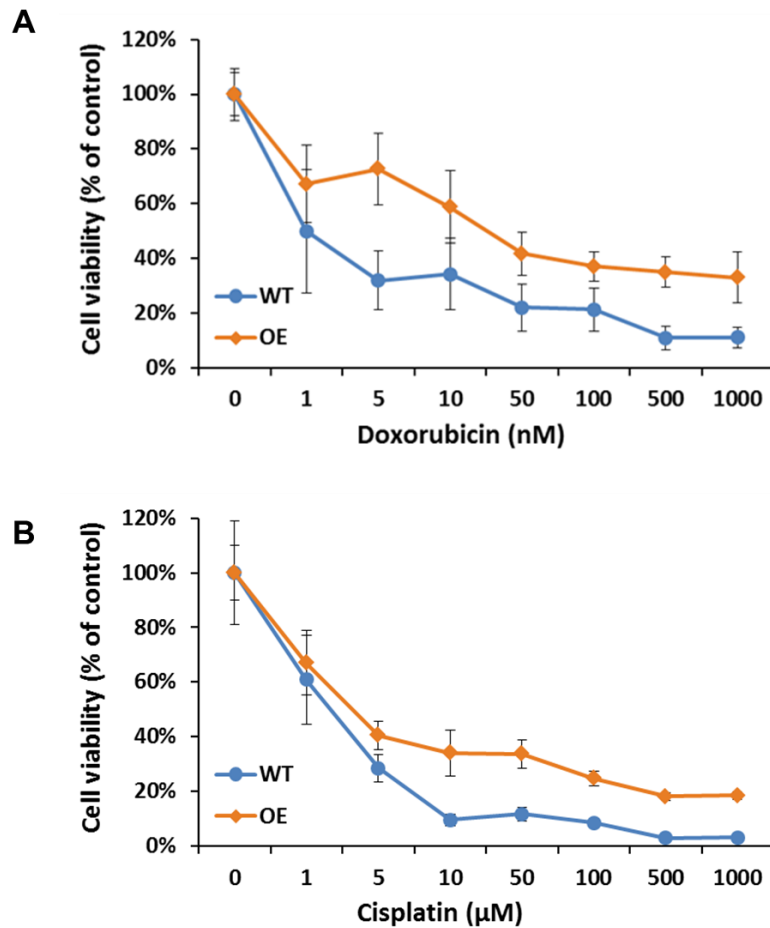 A
Cell viability (% of control)
120%
100%
80%
60%
40%
20%
0%
WT
OE
0 1 5 10 50 100 500 1000
Doxorubicin (nM)
B
Cell viability (% of control)
120%
100%
80%
60%
40%
20%
0%
WT
OE
0 1 5 10 50 100 500 1000
Cisplatin (μM)